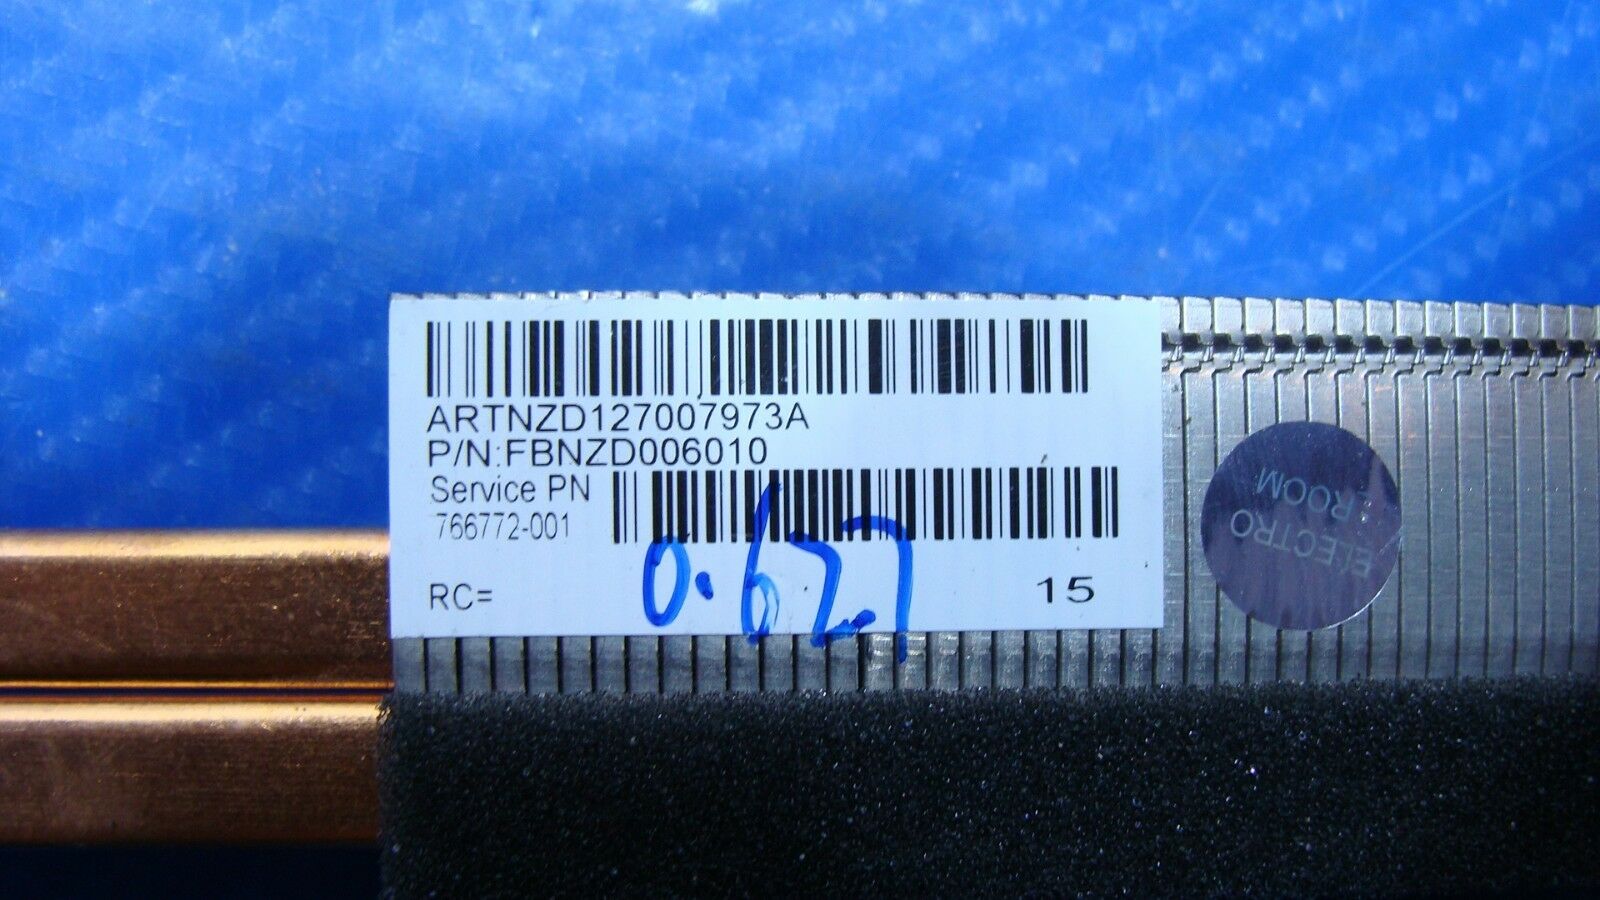 ARTNZD127007973A
P/N:FBNZD006010
Service PN
766772-001
RC=
0.627
15
ELECTRO
ROOM